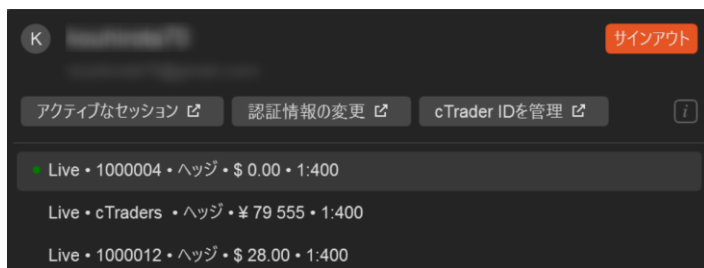 K
サインアウト
アクティブなセッション 認証情報の変更 cTrader IDを管理 i
Live • 1000004 • ヘッジ • $ 0.00 • 1:400
Live • cTraders • ヘッジ • ¥ 79 555 • 1:400
Live • 1000012 • ヘッジ • $ 28.00 • 1:400